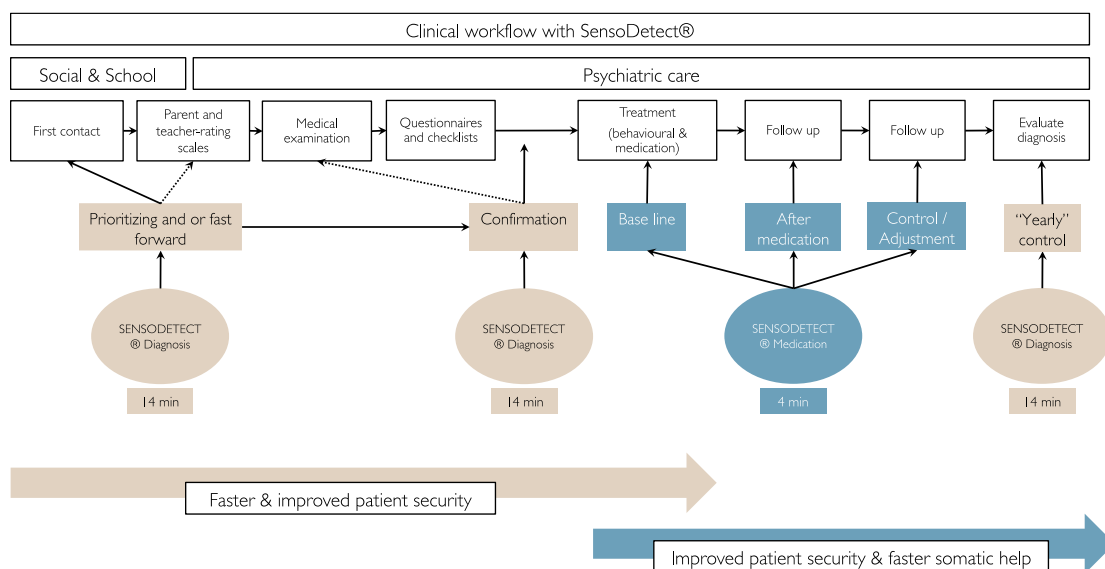 Clinical workflow with SensoDetect®
Social & School
Psychiatric care
First contact
Parent and
teacher-rating
scales
Medical
examination
Questionnaires
and checklists
Treatment
(behavioural &
medication)
Follow up
Follow up
Evaluate
diagnosis
Prioritizing and or fast
forward
Confirmation
Base line
After
medication
Control /
Adjustment
“Yearly”
control
SENSODETECT
® Diagnosis
SENSODETECT
® Diagnosis
SENSODETECT
® Medication
SENSODETECT
® Diagnosis
14 min
14 min
4 min
14 min
Faster & improved patient security
Improved patient security & faster somatic help